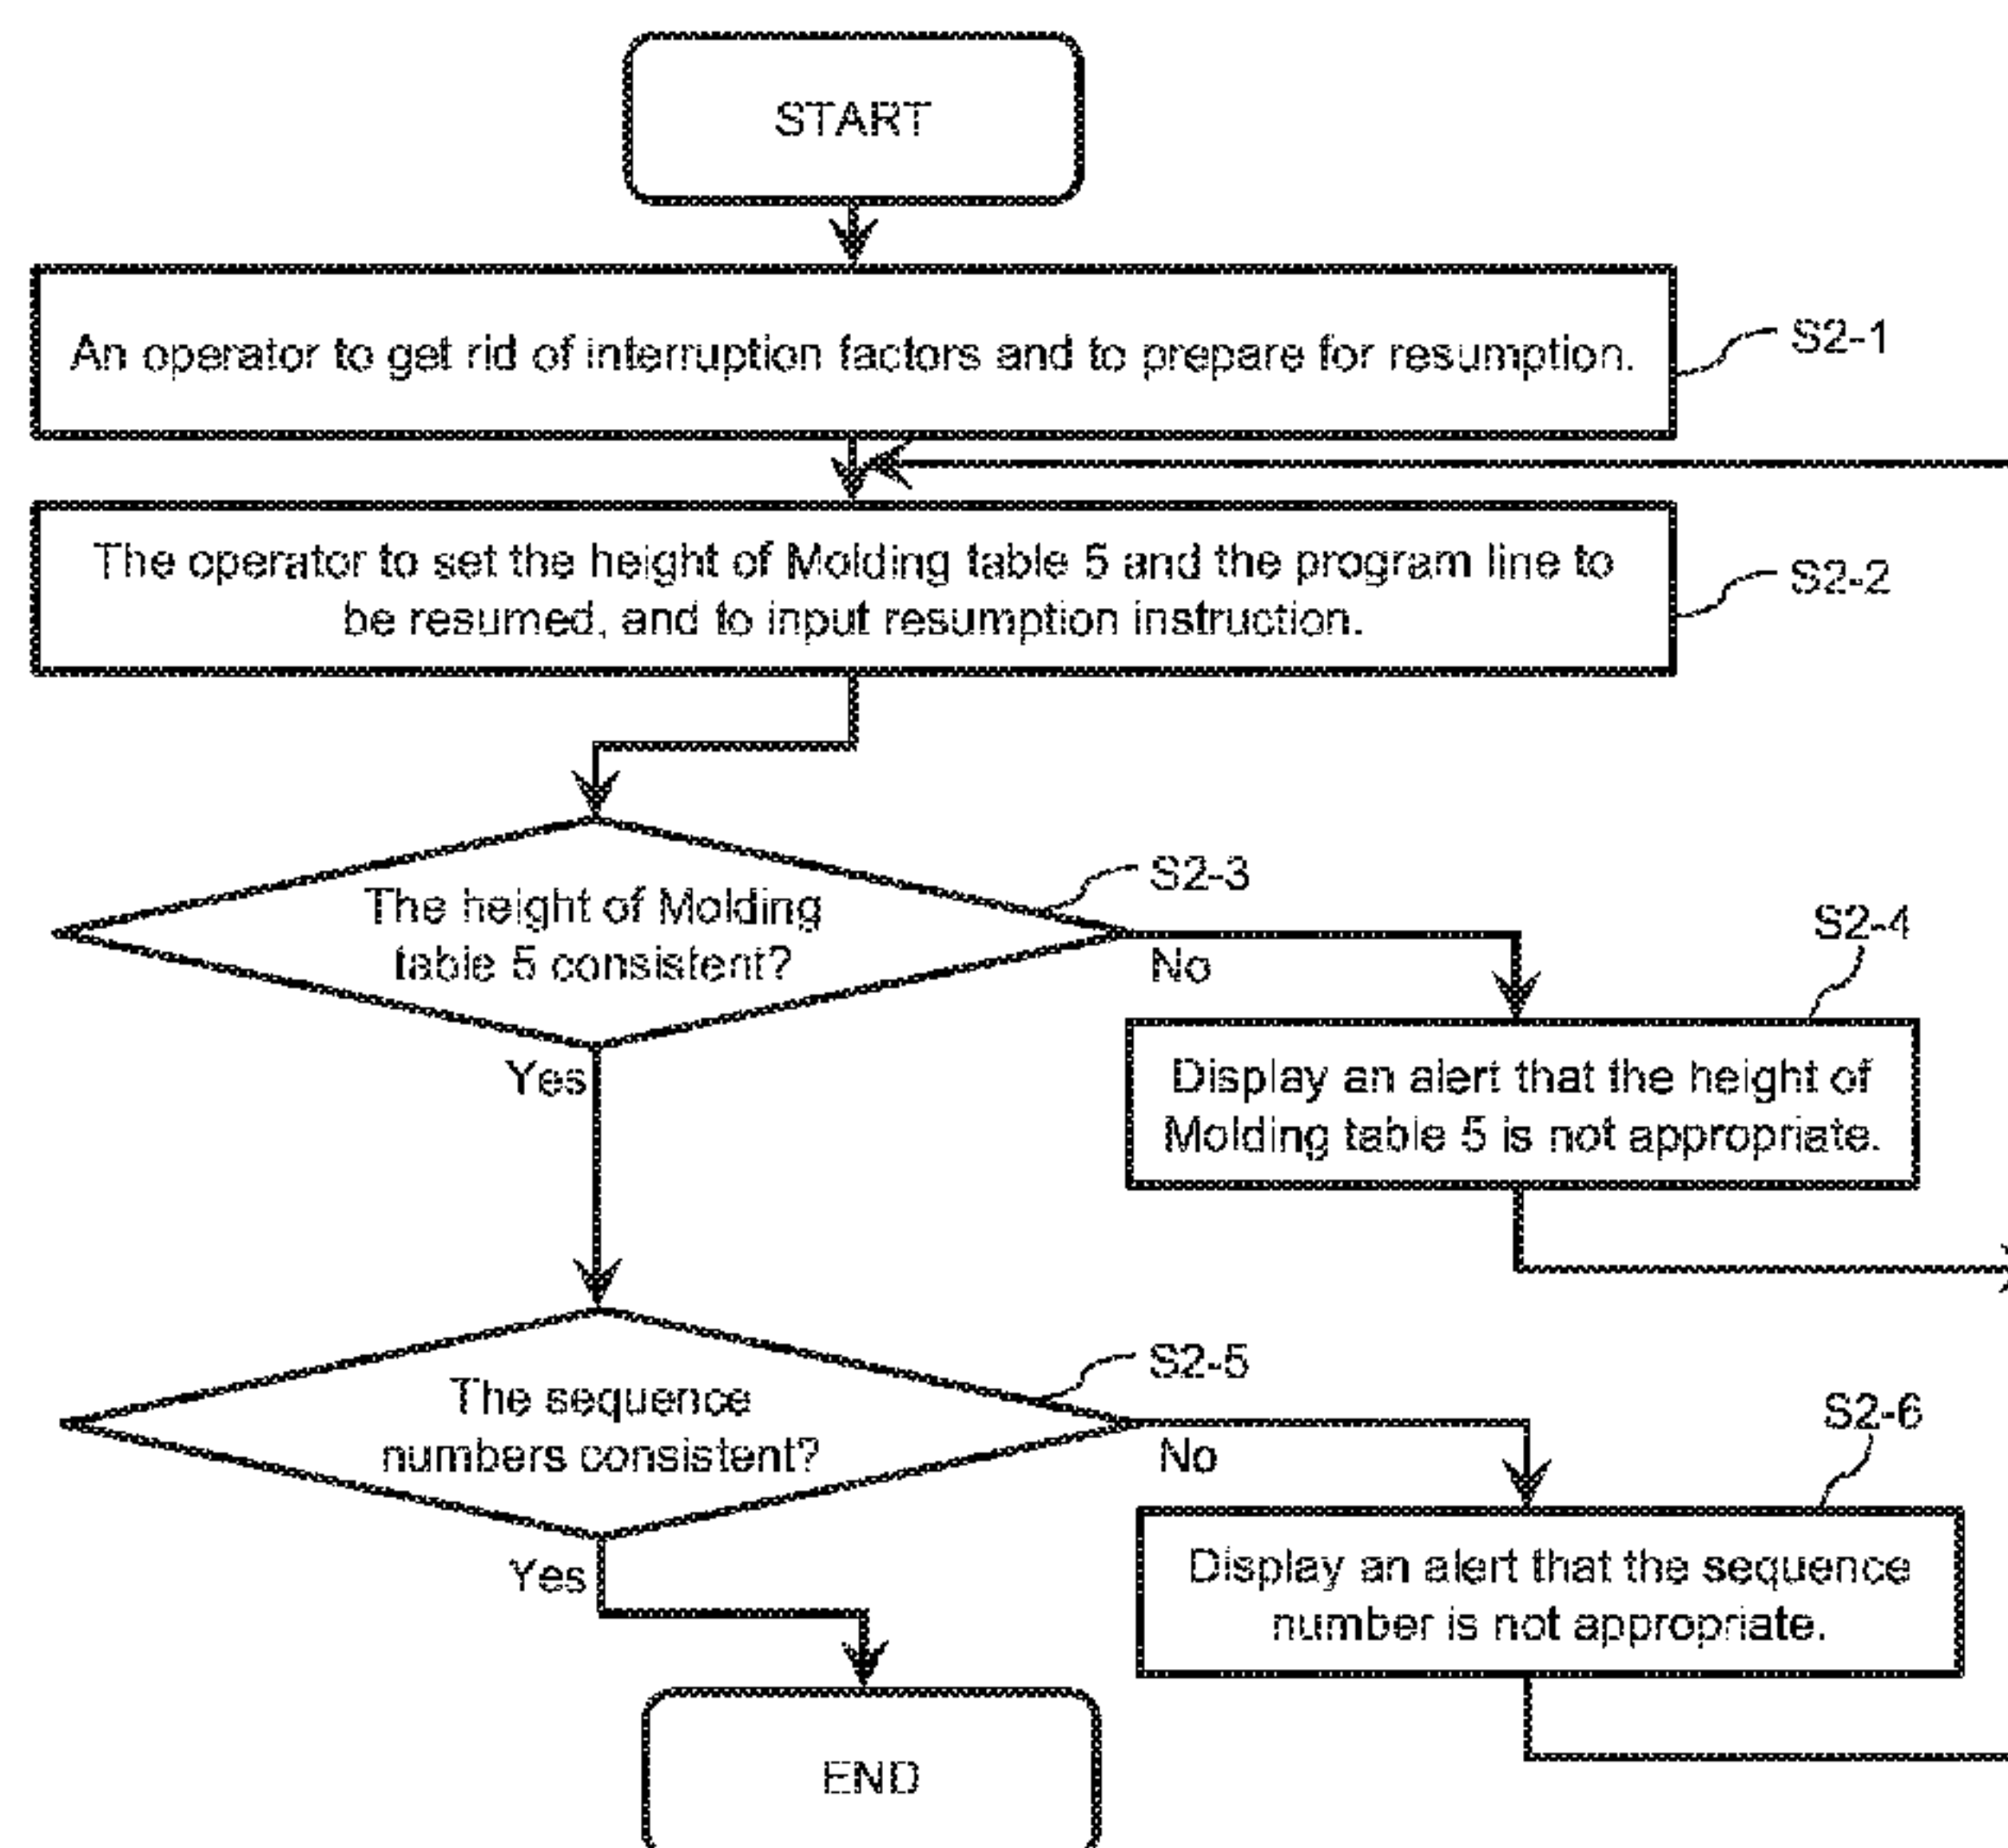 START
An operator to get rid of interruption factors and to prepare for resumption.
S2-1
The operator to set the height of Molding table 5 and the program line to
be resumed, and to input resumption instruction.
S2-2
The height of Molding
table 5 consistent?
S2-3
No
S2-4
Display an alert that the height of
Molding table 5 is not appropriate.
Yes
The sequence
numbers consistent?
S2-5
No
S2-6
Display an alert that the sequence
number is not appropriate.
Yes
END